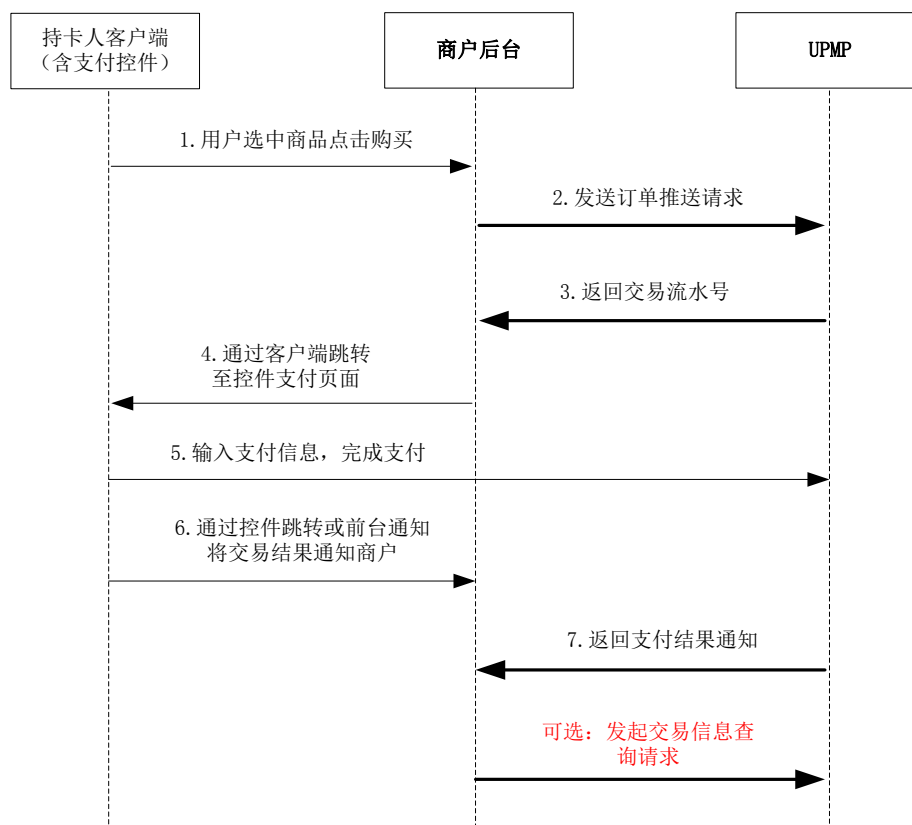 持卡人客户端
（含支付控件）
商户后台
UPMP
1.用户选中商品点击购买
2.发送订单推送请求
3.返回交易流水号
4.通过客户端跳转
至控件支付页面
5.输入支付信息，完成支付
6.通过控件跳转或前台通知
将交易结果通知商户
7.返回支付结果通知
可选：发起交易信息查
询请求